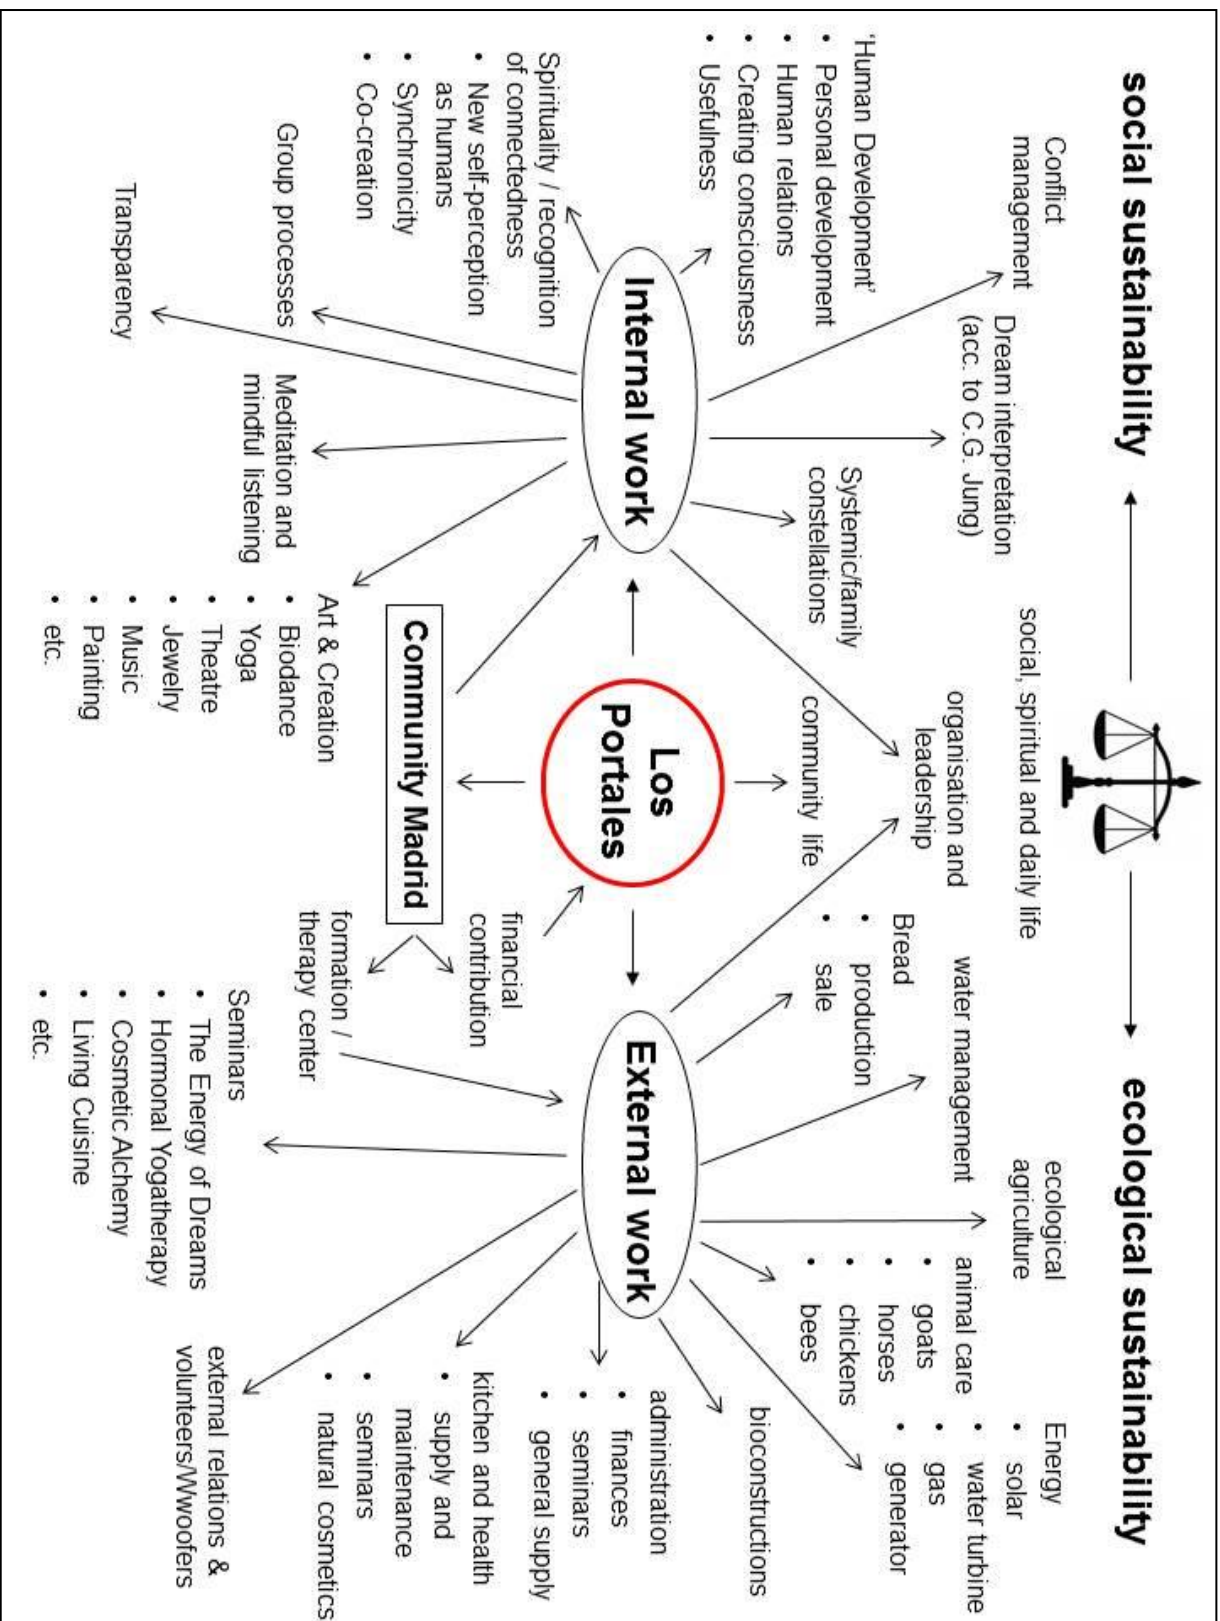 social sustainability
ecological sustainability
social, spiritual and daily life
Conflict
management
Dream interpretation
(acc. to C.G. Jung)
'Human Development'
• Personal development
• Human relations
• Creating consciousness
• Usefulness
Systemic/family
constellations
organisation and
leadership
community life
Bread
• production
• sale
water management
ecological
agriculture
animal care
• goats
• horses
• chickens
• bees
Energy
• solar
• water turbine
• gas
• generator
bioconstructions
Internal work
Los
Portales
External work
Spirituality / recognition
of connectedness
• New self-perception
as humans
• Synchronicity
• Co-creation
Group processes
Transparency
Meditation and
mindful listening
Art & Creation
• Biodance
• Yoga
• Theatre
• Jewelry
• Music
• Painting
• etc.
Community Madrid
financial
contribution
formation /
therapy center
Seminars
• The Energy of Dreams
• Hormonal Yogatherapy
• Cosmetic Alchemy
• Living Cuisine
• etc.
administration
• finances
• seminars
• general supply
kitchen and health
• supply and
maintenance
• seminars
• natural cosmetics
external relations &
volunteers/Wwoofers